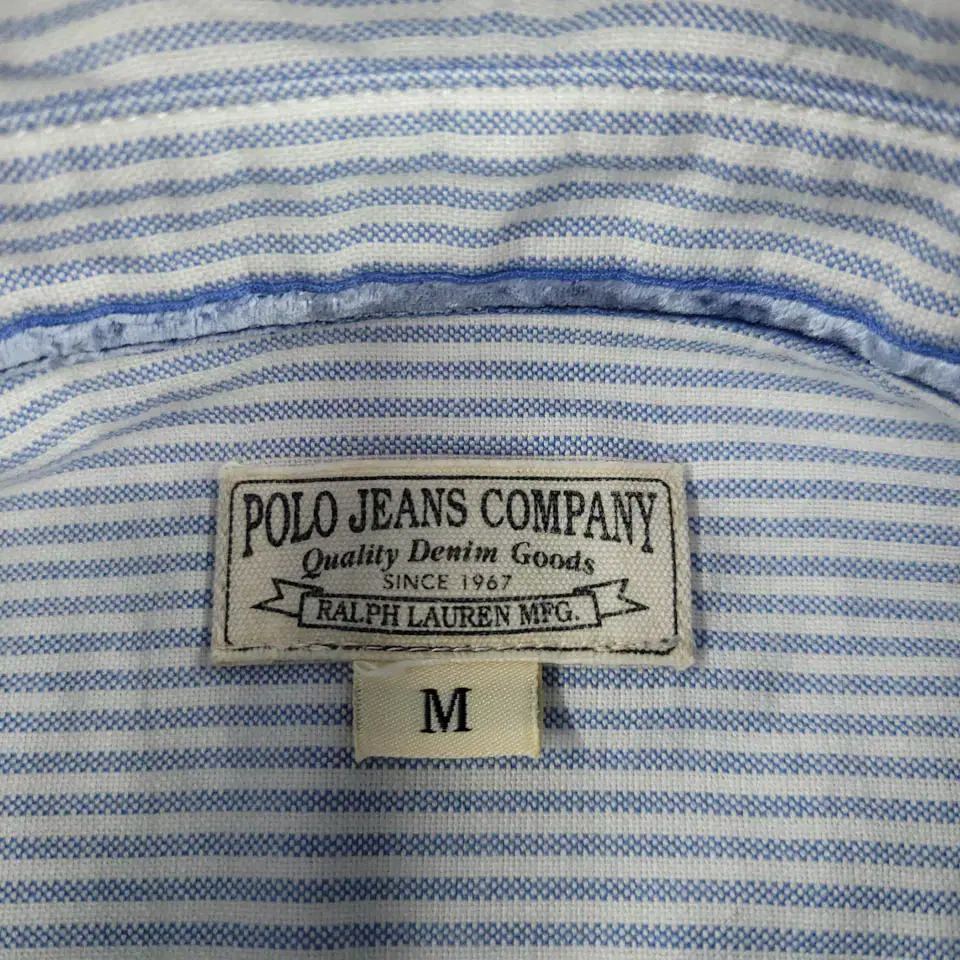 POLO JEANS COMPANY
Quality Denim Goods
SINCE 1967
RALPH LAUREN MFG.
M